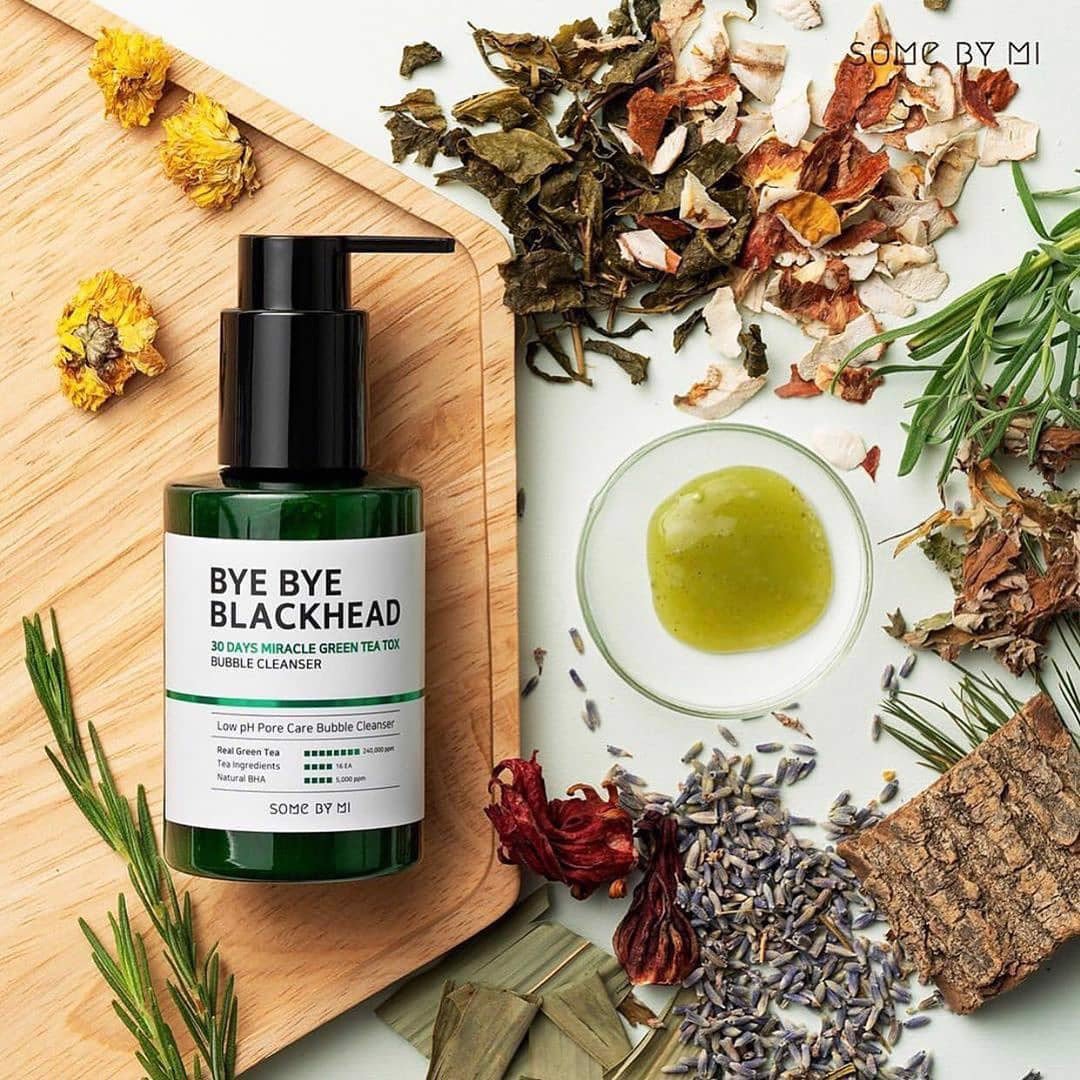 SOME BY MI
BYE BYE
BLACKHEAD
30 DAYS MIRACLE GREEN TEA TOX
BUBBLE CLEANSER
Low pH Pore Care Bubble Cleanser
Real Green Tea 240,000 ppm
Tea Ingredients 16 EA
Natural BHA 5,000 ppm
SOME BY MI